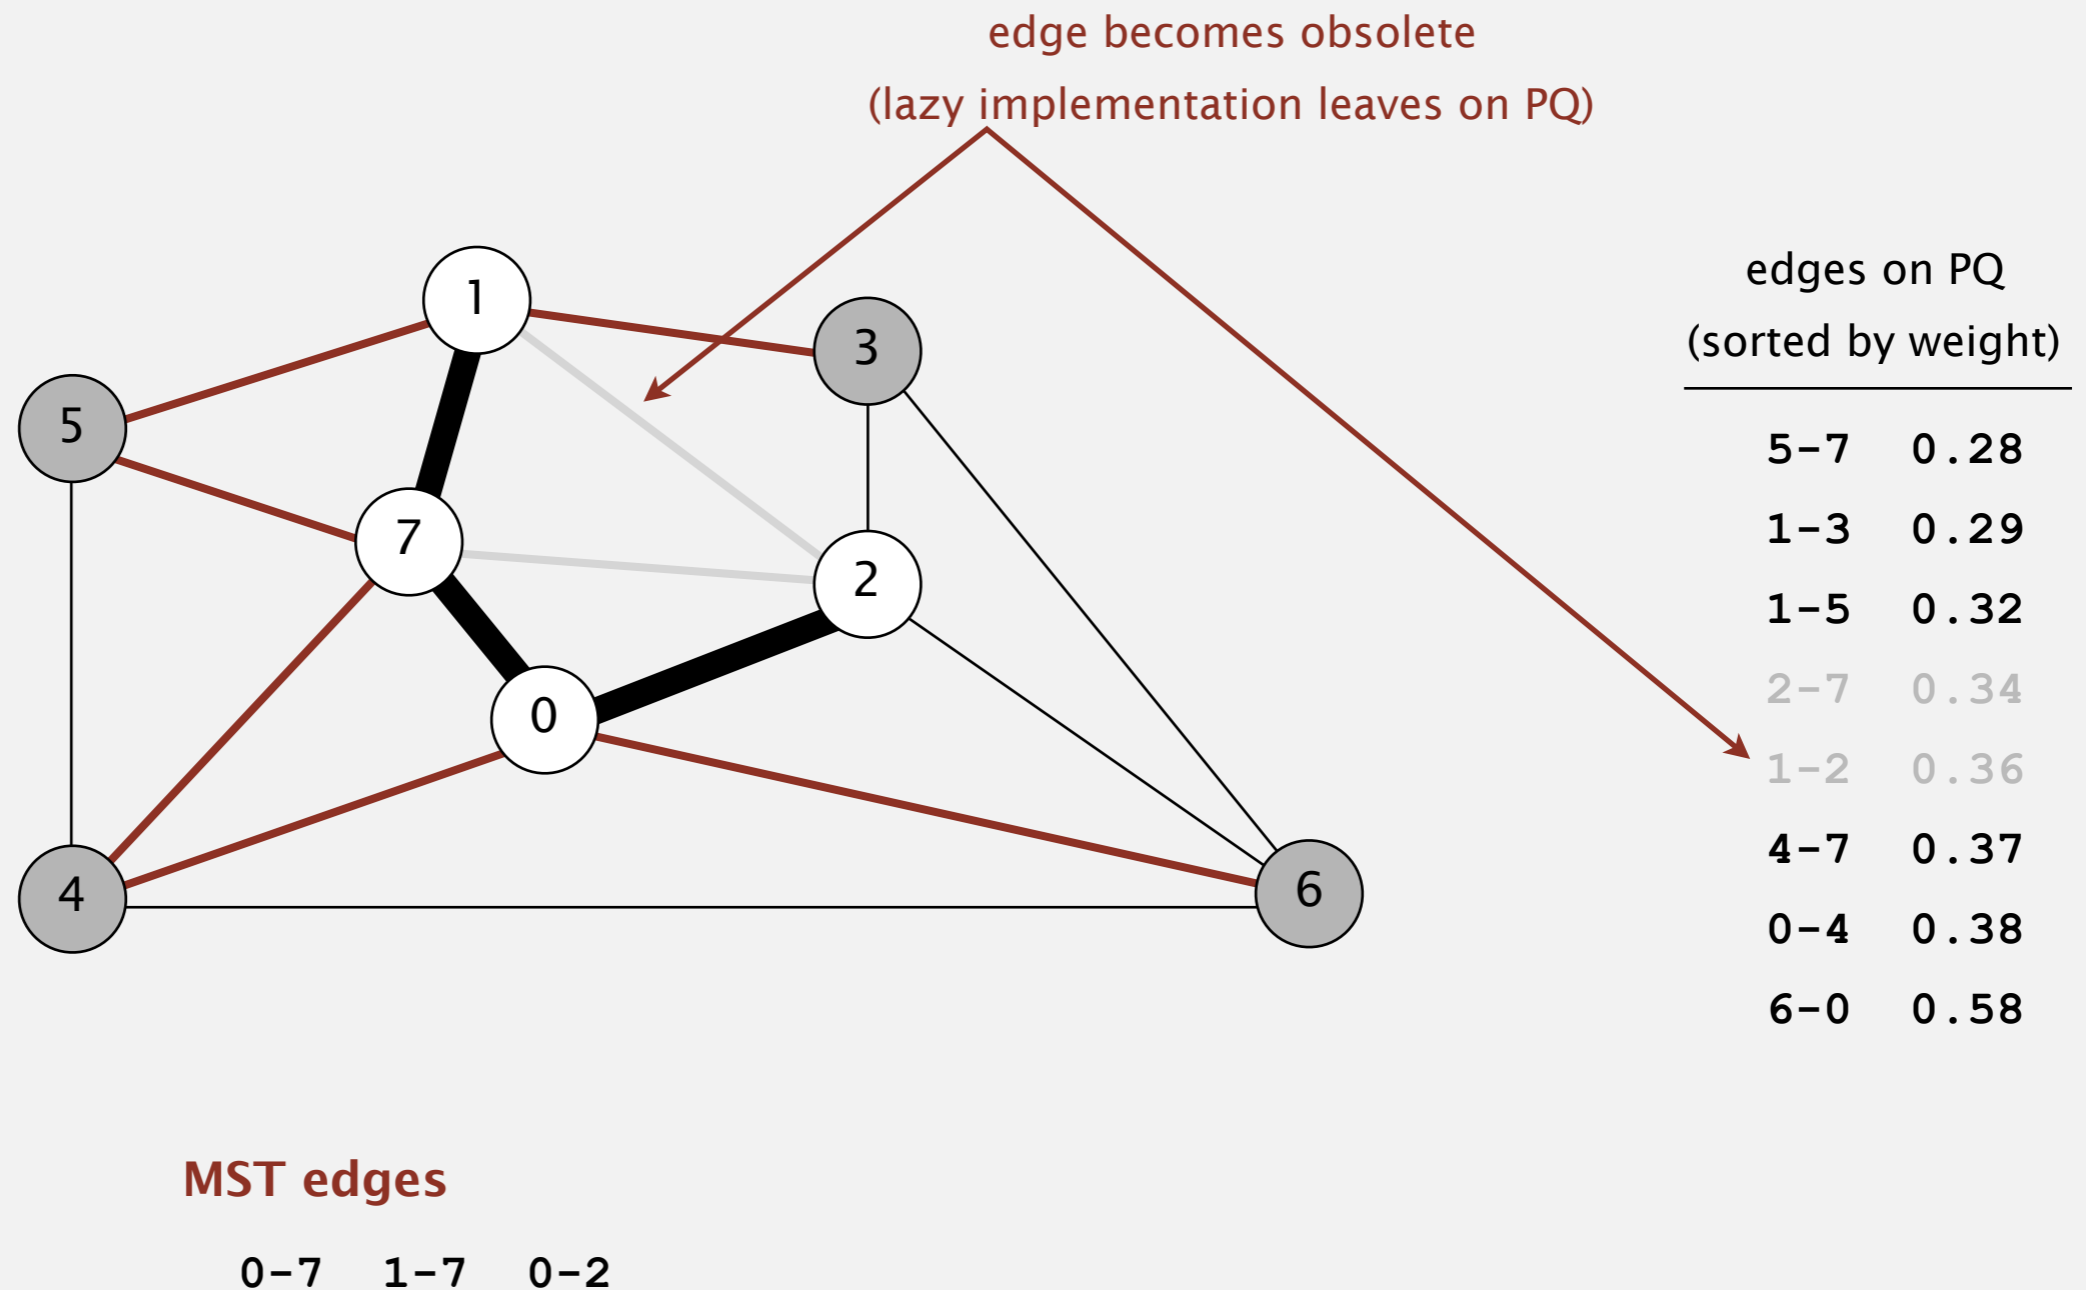 edge becomes obsolete
(lazy implementation leaves on PQ)
edges on PQ
(sorted by weight)
1
3
5
7
2
0
4
6
5-7 0.28
1-3 0.29
1-5 0.32
2-7 0.34
1-2 0.36
4-7 0.37
0-4 0.38
6-0 0.58
MST edges
0-7 1-7 0-2